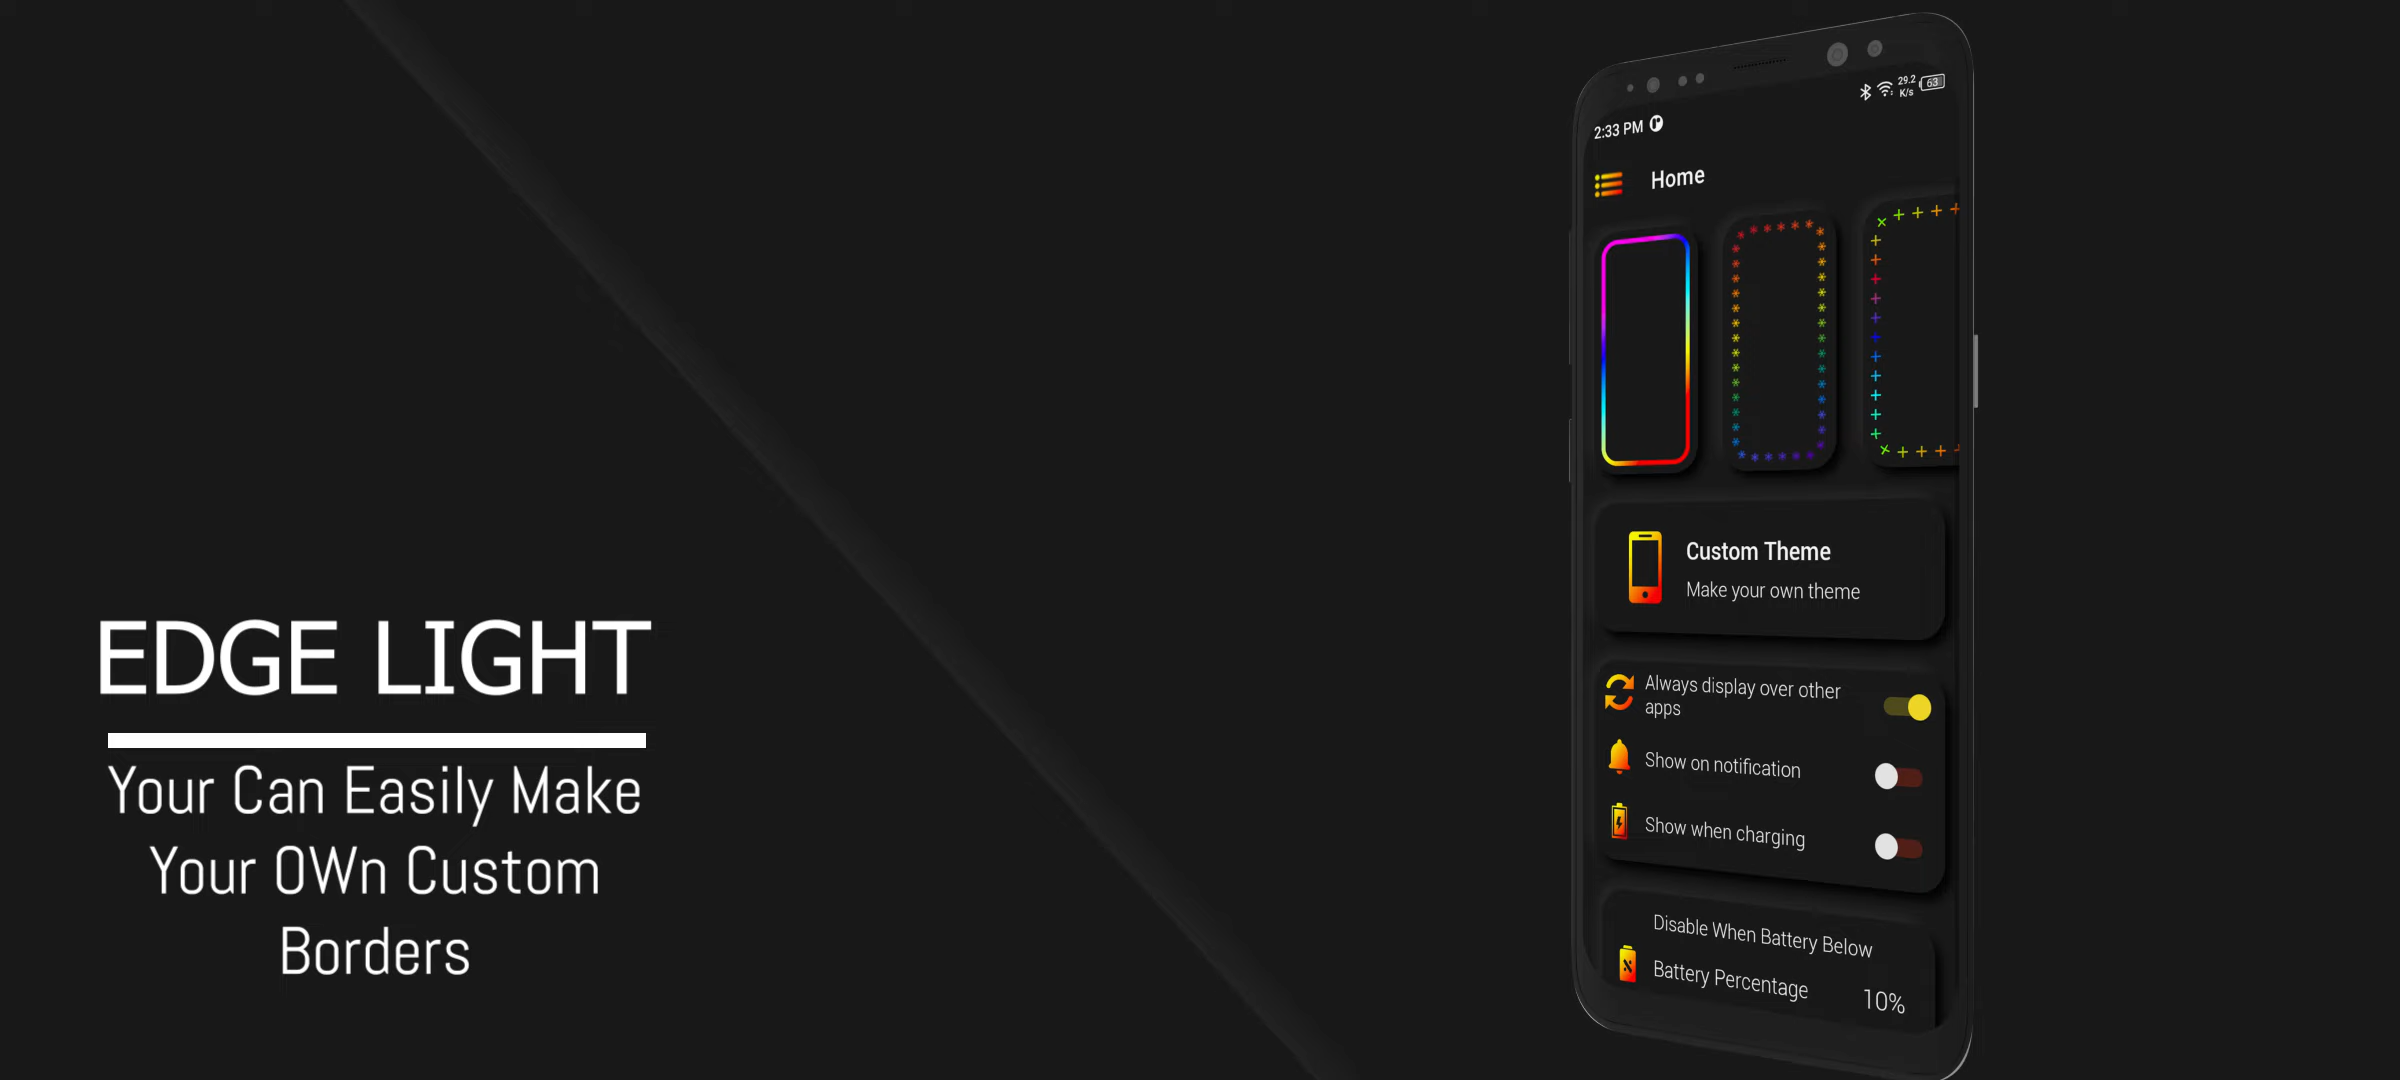 EDGE LIGHT
Your Can Easily Make
Your OWn Custom
Borders
29.2
K/s
63
2:33 PM
Home
Custom Theme
Make your own theme
Always display over other
apps
Show on notification
Show when charging
Disable When Battery Below
Battery Percentage
10%